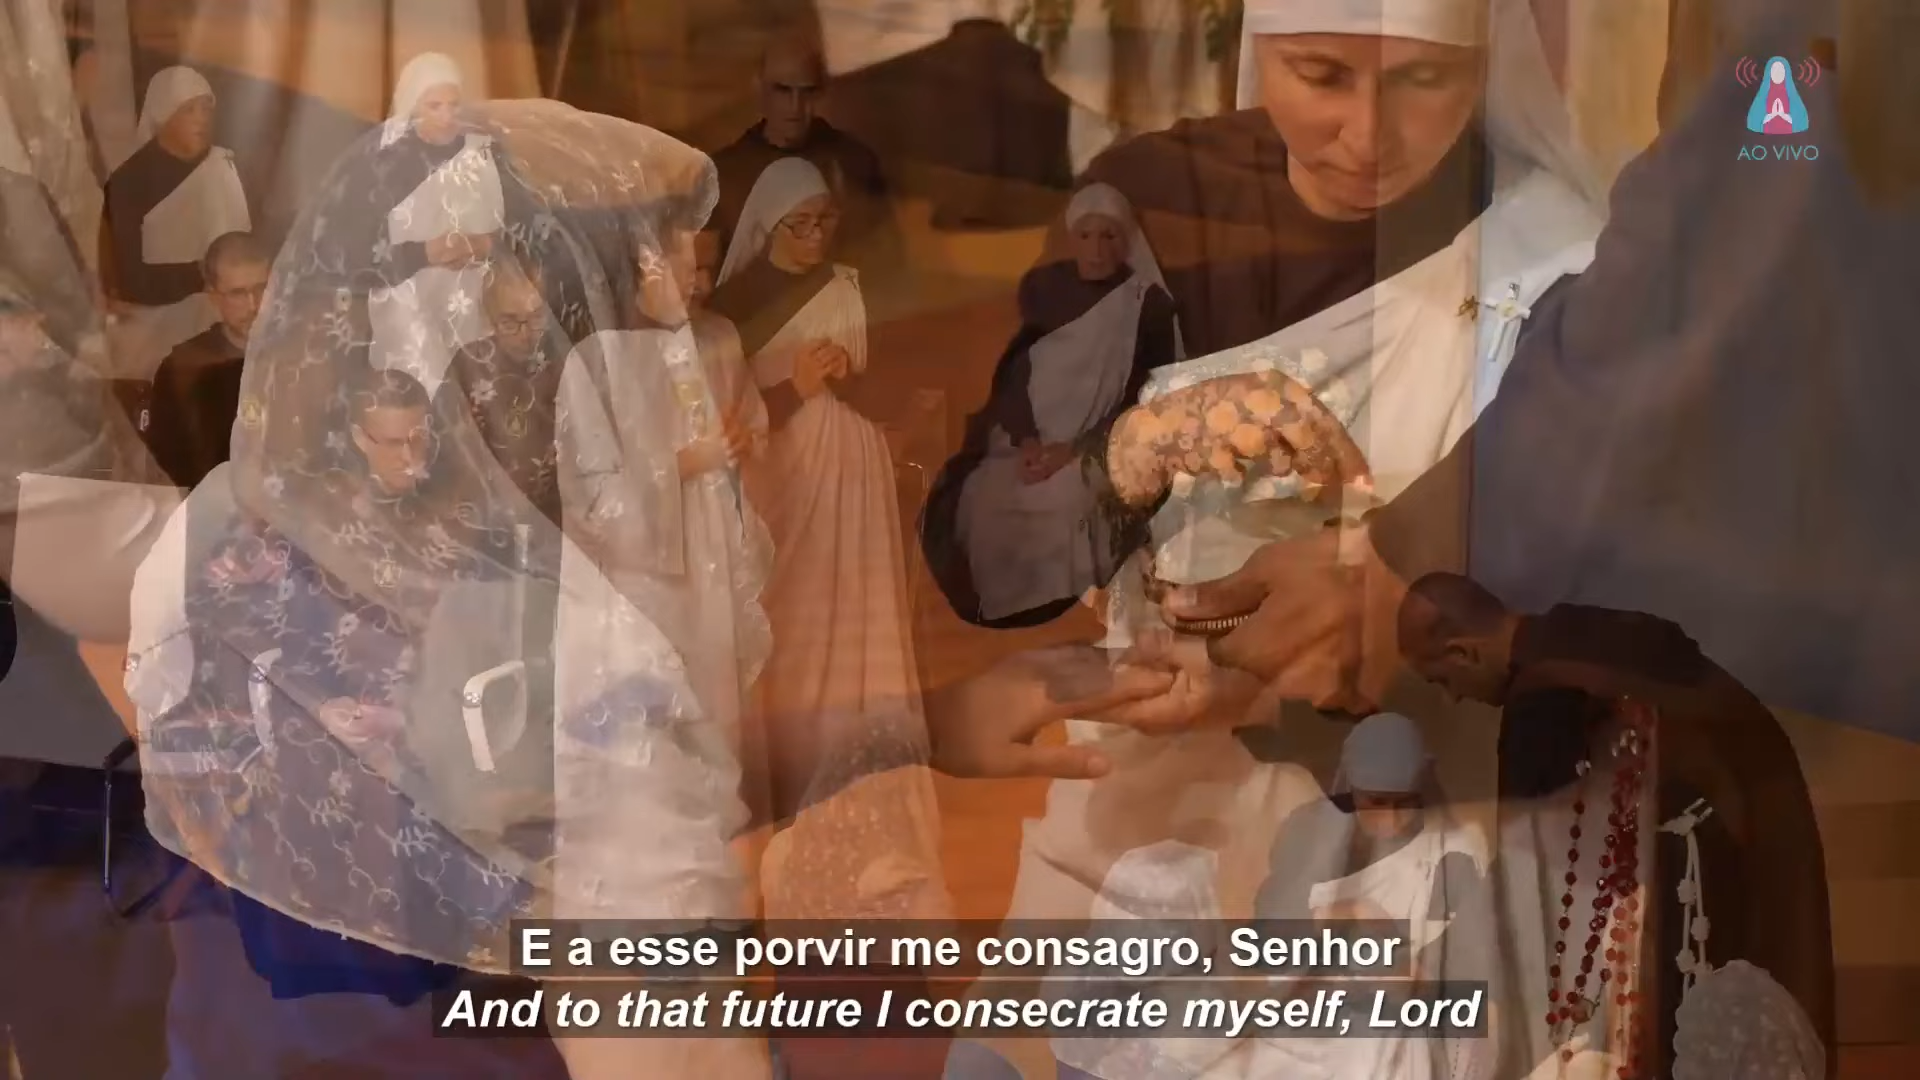 AO VIVO
E a esse porvir me consagro, Senhor
And to that future I consecrate myself, Lord